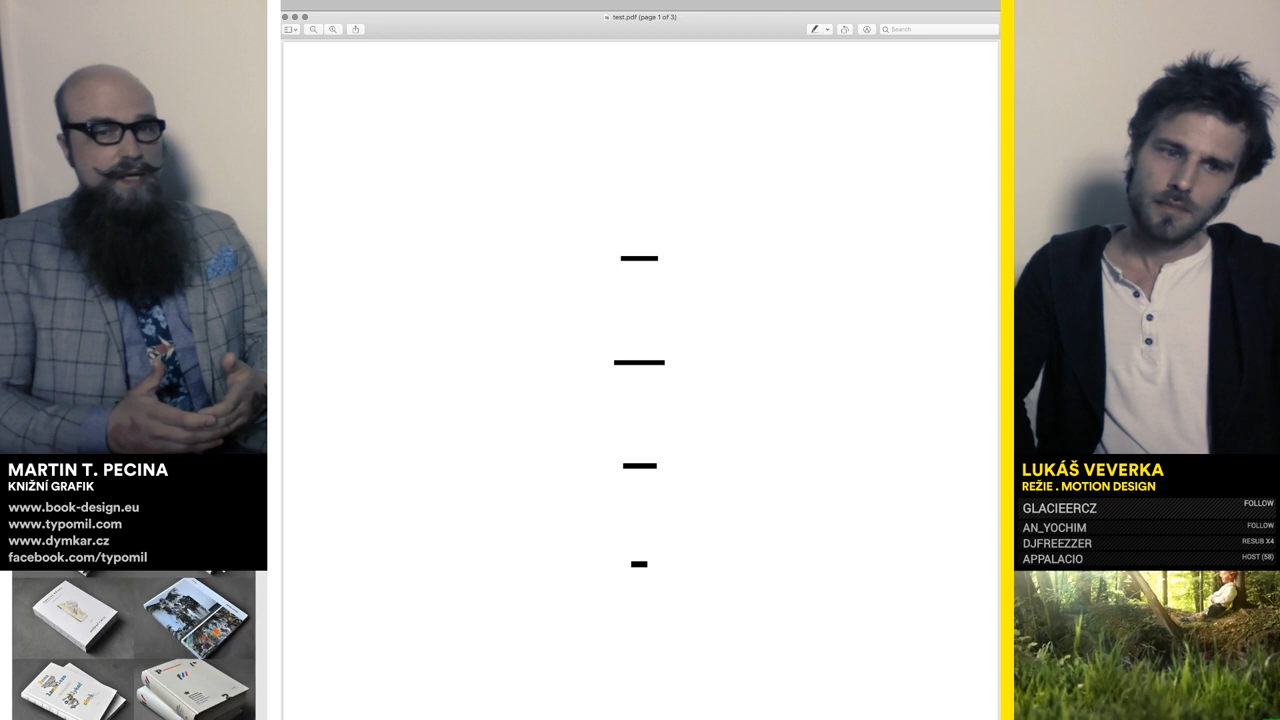 test.pdf (page 1 of 3)
Search
—
—
–
-
MARTIN T. PECINA
KNIŽNÍ GRAFIK
www.book-design.eu
www.typomil.com
www.dymkar.cz
facebook.com/typomil
LUKÁŠ VEVERKA
REŽIE . MOTION DESIGN
GLACIEERCZ FOLLOW
AN_YOCHIM FOLLOW
DJFREEZZER RESUB X4
APPALACIO HOST (58)